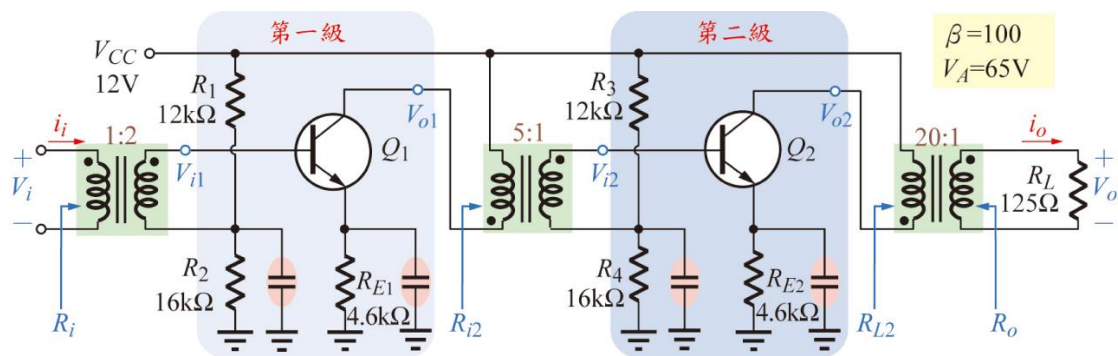 第一級
第二級
β=100
V_A=65V
V_CC
12V
R_1
12kΩ
R_3
12kΩ
V_o1
V_o2
i_i
1:2
Q_1
5:1
Q_2
20:1
i_o
+
V_i
−
V_i1
V_i2
R_L
125Ω
+
V_o
−
R_2
16kΩ
R_E1
4.6kΩ
R_4
16kΩ
R_E2
4.6kΩ
R_i
R_i2
R_L2
R_o